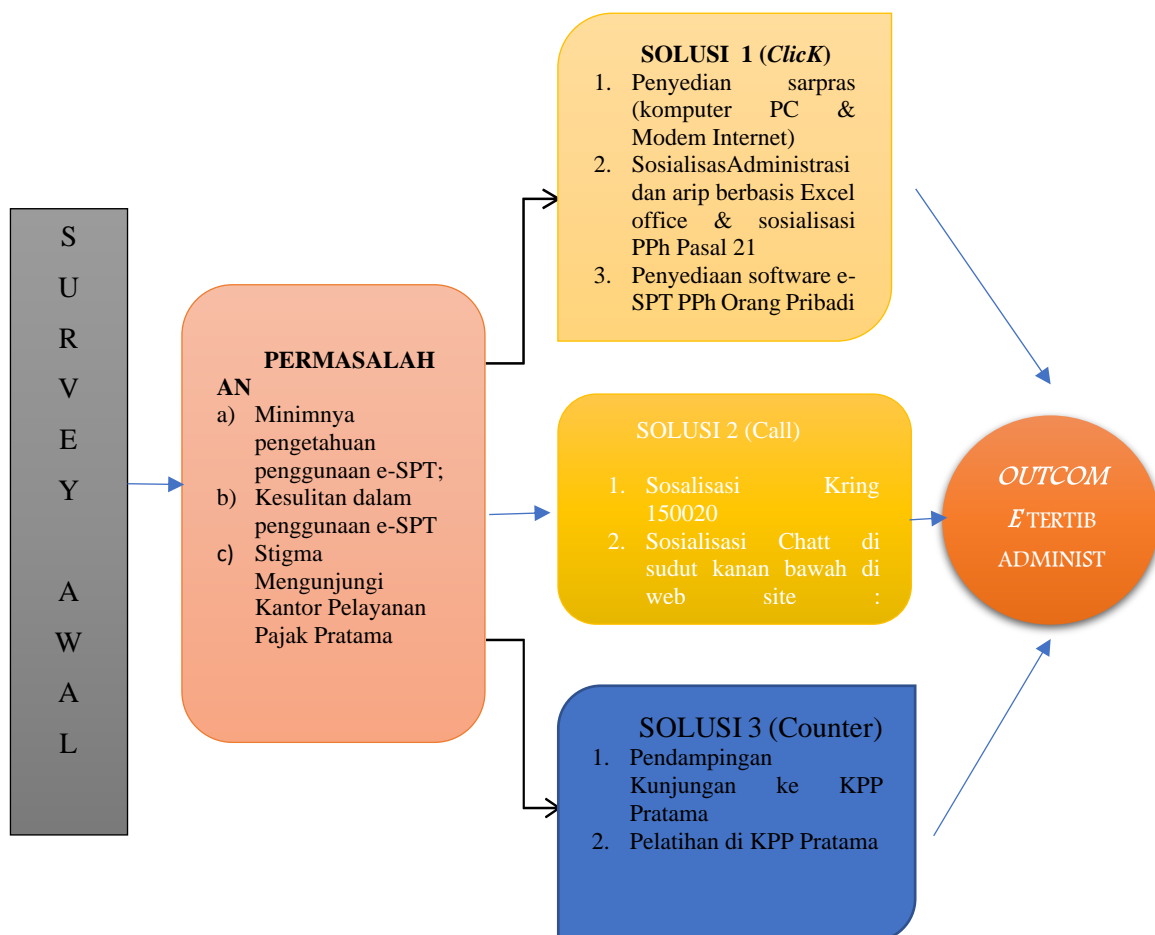 S
U
R
V
E
Y
A
W
A
L
PERMASALAH
AN
a) Minimnya
pengetahuan
penggunaan e-SPT;
b) Kesulitan dalam
penggunaan e-SPT
c) Stigma
Mengunjungi
Kantor Pelayanan
Pajak Pratama
SOLUSI 1 (ClicK)
1. Penyedian sarpras
(komputer PC &
Modem Internet)
2. SosialisasAdministrasi
dan arip berbasis Excel
office & sosialisasi
PPh Pasal 21
3. Penyediaan software e-
SPT PPh Orang Pribadi
SOLUSI 2 (Call)
1. Sosalisasi Kring
150020
2. Sosialisasi Chatt di
sudut kanan bawah di
web site :
SOLUSI 3 (Counter)
1. Pendampingan
Kunjungan ke KPP
Pratama
2. Pelatihan di KPP Pratama
OUTCOM
E TERTIB
ADMINIST